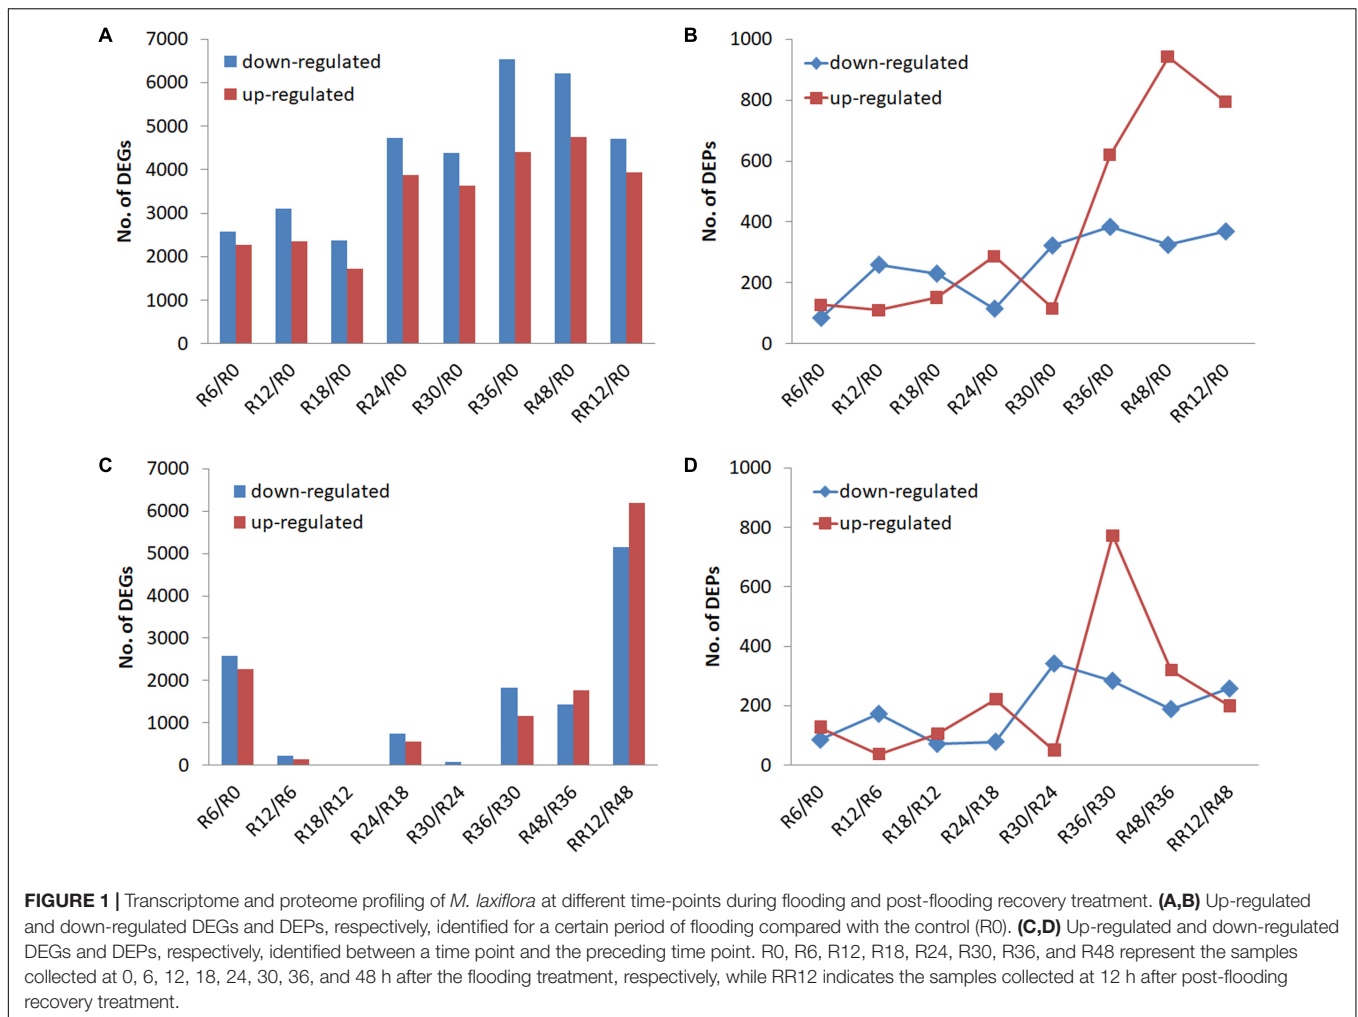 A
7000
6000
5000
4000
3000
2000
1000
0
No. of DEGs
down-regulated
up-regulated
R6/R0
R12/R0
R18/R0
R24/R0
R30/R0
R36/R0
R48/R0
RR12/R0
B
1000
800
600
400
200
0
No. of DEPs
down-regulated
up-regulated
R6/R0
R12/R0
R18/R0
R24/R0
R30/R0
R36/R0
R48/R0
RR12/R0
C
7000
6000
5000
4000
3000
2000
1000
0
No. of DEGs
down-regulated
up-regulated
R6/R0
R12/R6
R18/R12
R24/R18
R30/R24
R36/R30
R48/R36
RR12/R48
D
1000
800
600
400
200
0
No. of DEPs
down-regulated
up-regulated
R6/R0
R12/R6
R18/R12
R24/R18
R30/R24
R36/R30
R48/R36
RR12/R48
FIGURE 1 | Transcriptome and proteome profiling of M. laxiflora at different time-points during flooding and post-flooding recovery treatment. (A,B) Up-regulated
and down-regulated DEGs and DEPs, respectively, identified for a certain period of flooding compared with the control (R0). (C,D) Up-regulated and down-regulated
DEGs and DEPs, respectively, identified between a time point and the preceding time point. R0, R6, R12, R18, R24, R30, R36, and R48 represent the samples
collected at 0, 6, 12, 18, 24, 30, 36, and 48 h after the flooding treatment, respectively, while RR12 indicates the samples collected at 12 h after post-flooding
recovery treatment.